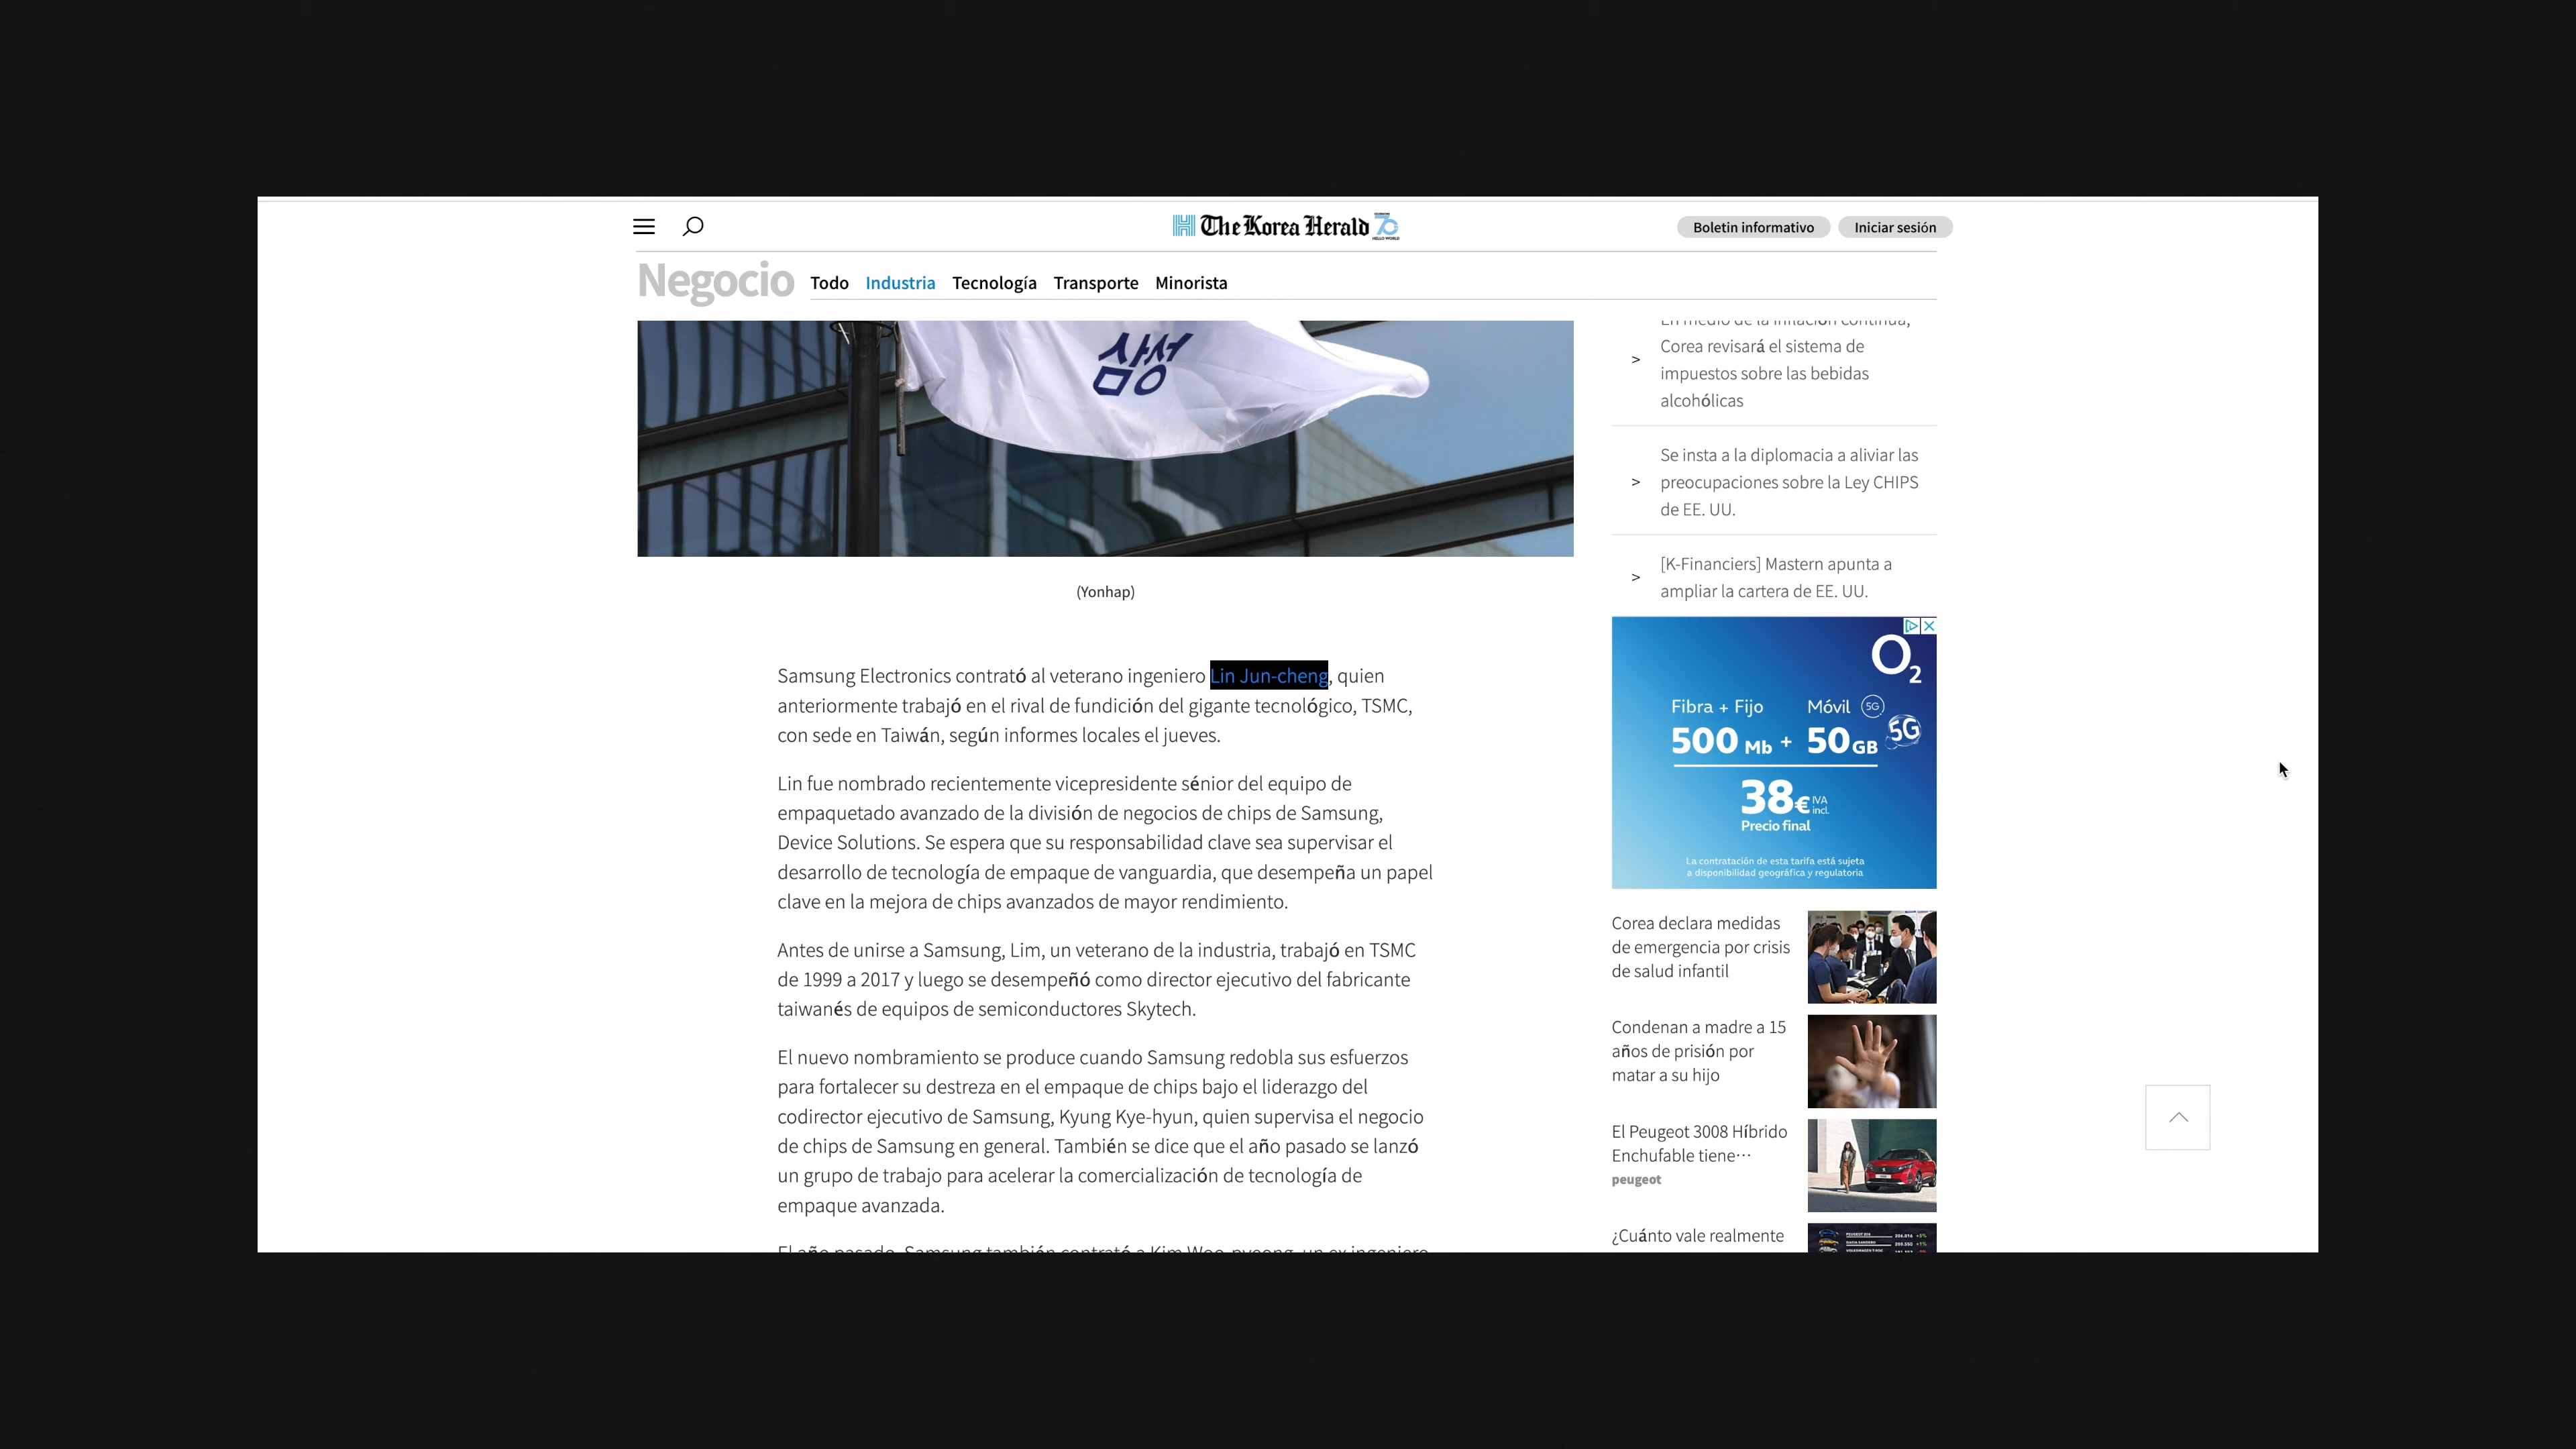 The Korea Herald
70
HELLO WORLD
Boletin informativo
Iniciar sesión
Negocio
Todo
Industria
Tecnología
Transporte
Minorista
삼성
(Yonhap)
Samsung Electronics contrató al veterano ingeniero Lin Jun-cheng, quien
anteriormente trabajó en el rival de fundición del gigante tecnológico, TSMC,
con sede en Taiwán, según informes locales el jueves.
Lin fue nombrado recientemente vicepresidente sénior del equipo de
empaquetado avanzado de la división de negocios de chips de Samsung,
Device Solutions. Se espera que su responsabilidad clave sea supervisar el
desarrollo de tecnología de empaque de vanguardia, que desempeña un papel
clave en la mejora de chips avanzados de mayor rendimiento.
Antes de unirse a Samsung, Lim, un veterano de la industria, trabajó en TSMC
de 1999 a 2017 y luego se desempeñó como director ejecutivo del fabricante
taiwanés de equipos de semiconductores Skytech.
El nuevo nombramiento se produce cuando Samsung redobla sus esfuerzos
para fortalecer su destreza en el empaque de chips bajo el liderazgo del
codirector ejecutivo de Samsung, Kyung Kye-hyun, quien supervisa el negocio
de chips de Samsung en general. También se dice que el año pasado se lanzó
un grupo de trabajo para acelerar la comercialización de tecnología de
empaque avanzada.
El año pasado, Samsung también contrató a Kim Woo-pyeong, un ex ingeniero
En medio de la inflación continua,
> Corea revisará el sistema de
impuestos sobre las bebidas
alcohólicas
Se insta a la diplomacia a aliviar las
> preocupaciones sobre la Ley CHIPS
de EE. UU.
> [K-Financiers] Mastern apunta a
ampliar la cartera de EE. UU.
O2
Fibra + Fijo Móvil 5G
500 Mb + 50 GB 5G
38€ IVA incl.
Precio final
La contratación de esta tarifa está sujeta
a disponibilidad geográfica y regulatoria
Corea declara medidas
de emergencia por crisis
de salud infantil
Condenan a madre a 15
años de prisión por
matar a su hijo
El Peugeot 3008 Híbrido
Enchufable tiene···
peugeot
¿Cuánto vale realmente